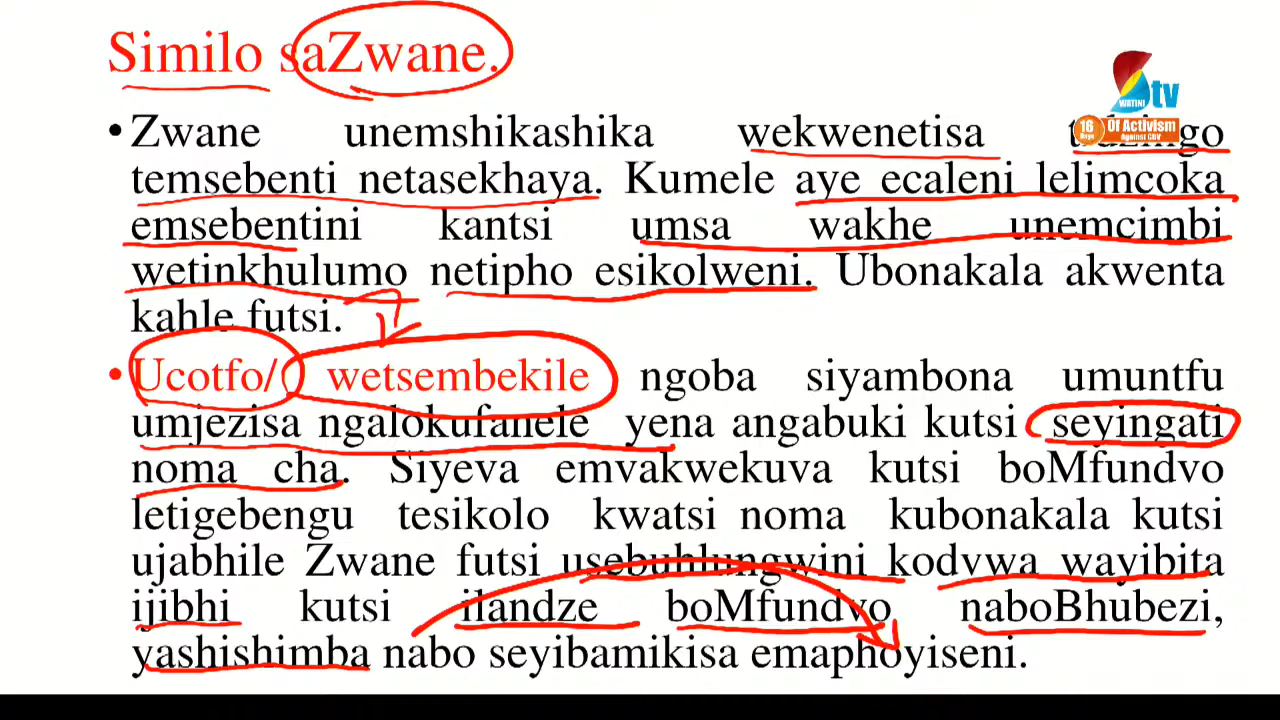 Similo saZwane.
• Zwane unemshikashika wekwenetisa
temsebenti netasekhaya. Kumele aye ecaleni lelimcoka
emsebentini kantsi umsa wakhe unemcimbi
wetinkhulumo netipho esikolweni. Ubonakala akwenta
kahle futsi.
• Ucotfo/ wetsembekile ngoba siyambona umuntfu
umjezisa ngalokufanele yena angabuki kutsi seyingati
noma cha. Siyeva emvakwekuva kutsi boMfundvo
letigebengu tesikolo kwatsi noma kubonakala kutsi
ujabhile Zwane futsi usebuhlungwini kodvwa wayibita
ijibhi kutsi ilandze boMfundvo naboBhubezi,
yashishimba nabo seyibamikisa emaphoyiseni.
WATINI tv
16 Days Of Activism
Against GBV